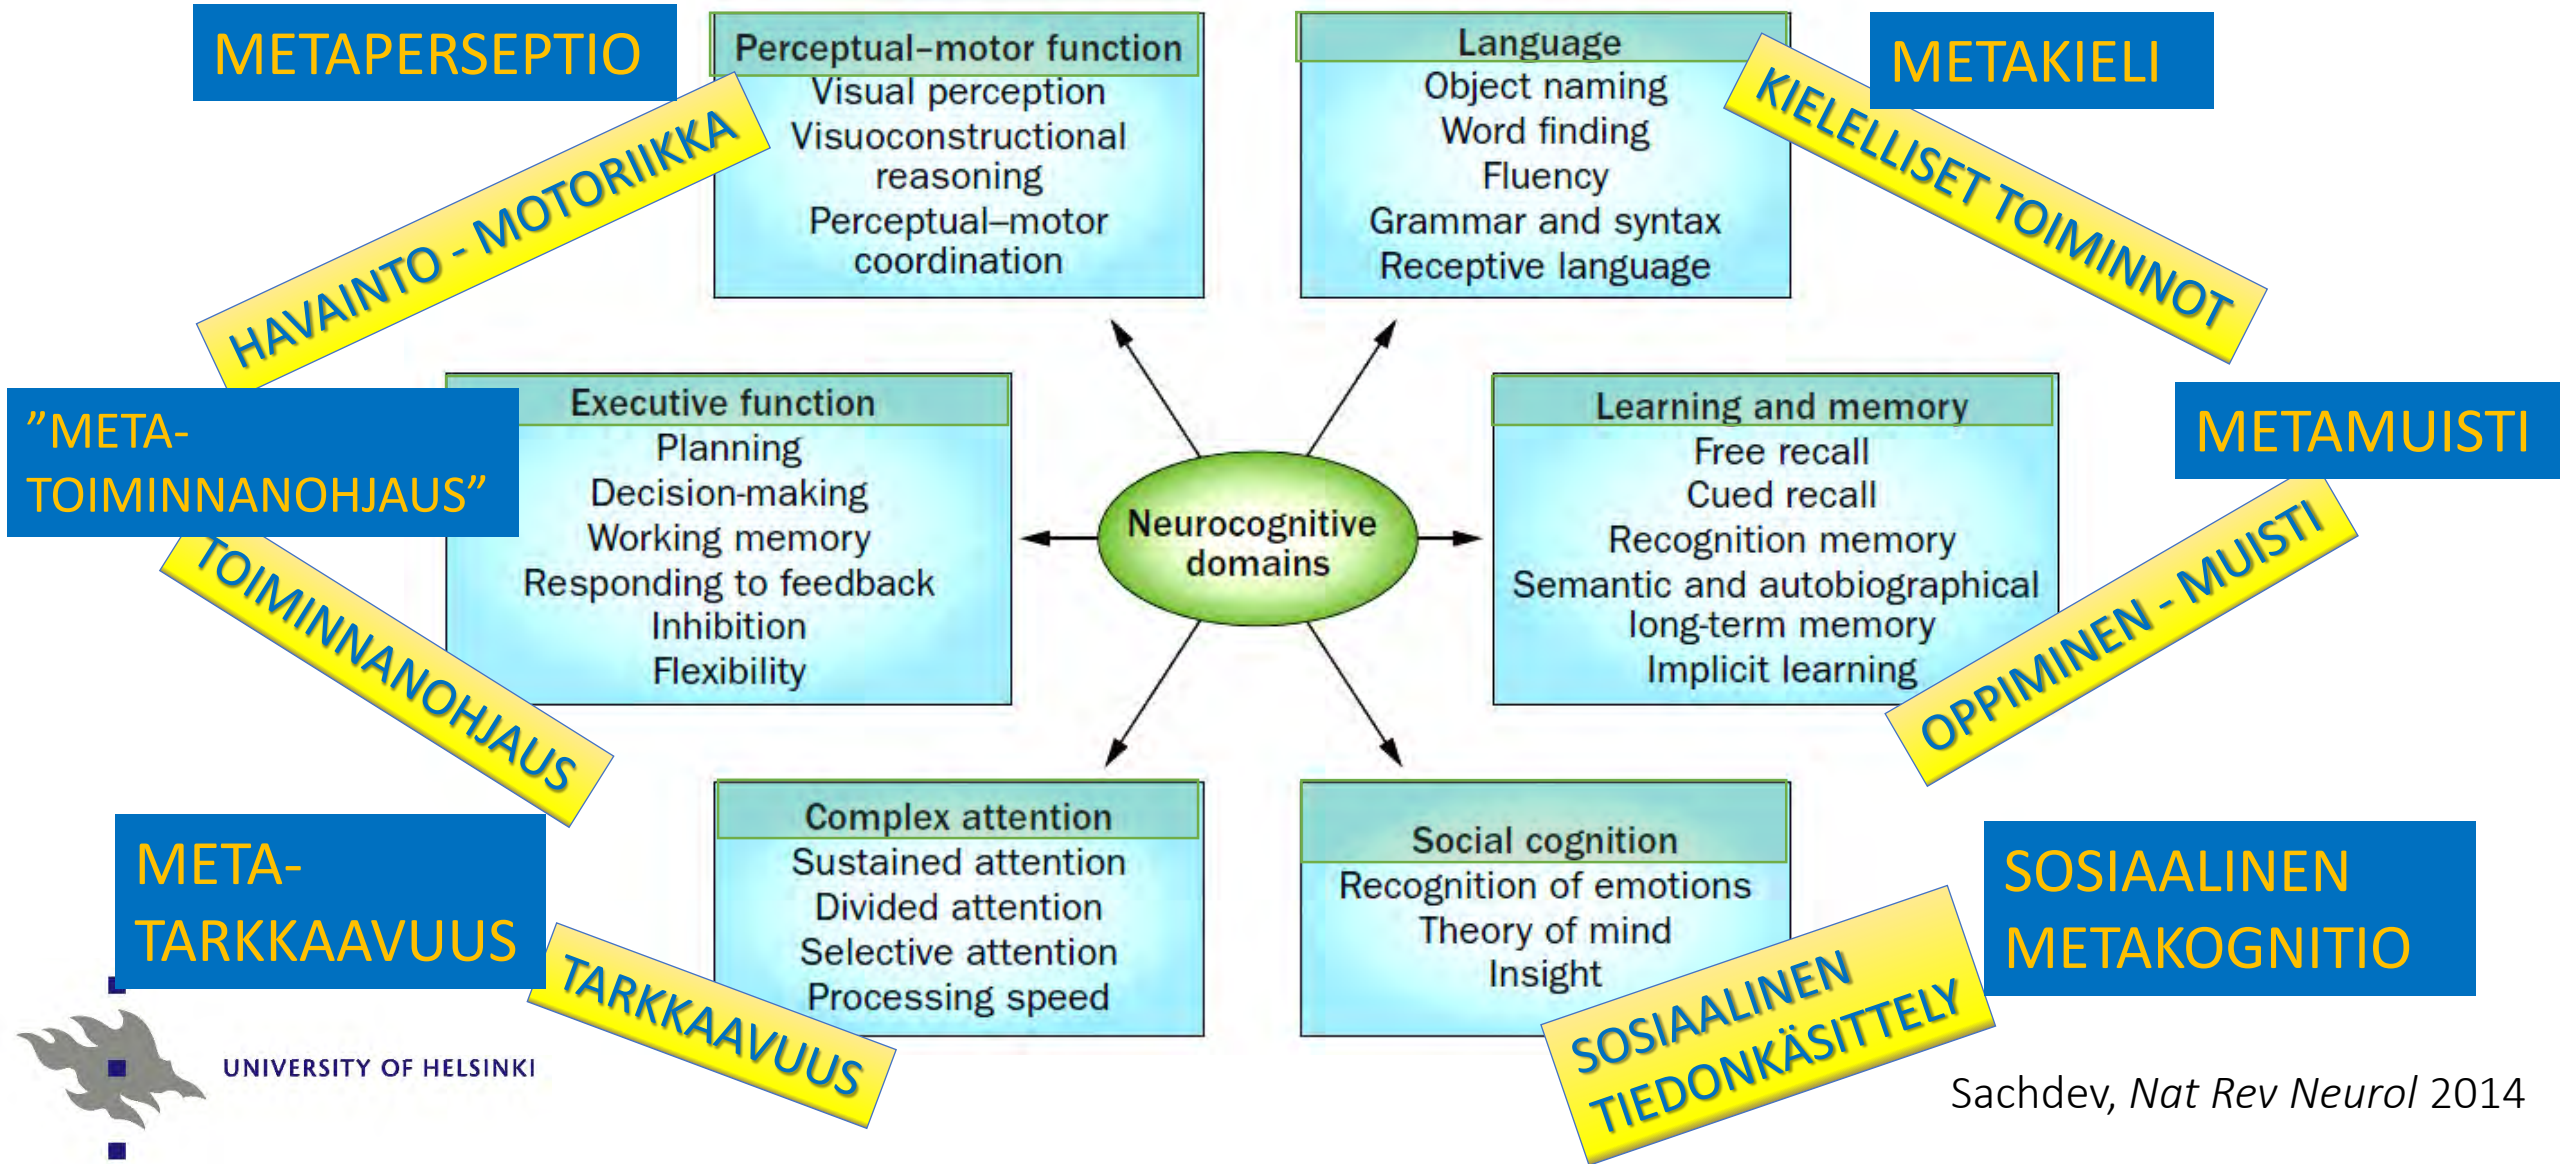 METAPERSEPTIO
HAVAINTO - MOTORIIKKA
Perceptual–motor function
Visual perception
Visuoconstructional
reasoning
Perceptual–motor
coordination
Language
Object naming
Word finding
Fluency
Grammar and syntax
Receptive language
METAKIELI
KIELELLISET TOIMINNOT
”META-
TOIMINNANOHJAUS”
TOIMINNANOHJAUS
Executive function
Planning
Decision-making
Working memory
Responding to feedback
Inhibition
Flexibility
Neurocognitive
domains
Learning and memory
Free recall
Cued recall
Recognition memory
Semantic and autobiographical
long-term memory
Implicit learning
METAMUISTI
OPPIMINEN - MUISTI
META-
TARKKAAVUUS
TARKKAAVUUS
Complex attention
Sustained attention
Divided attention
Selective attention
Processing speed
Social cognition
Recognition of emotions
Theory of mind
Insight
SOSIAALINEN
TIEDONKÄSITTELY
SOSIAALINEN
METAKOGNITIO
UNIVERSITY OF HELSINKI
Sachdev, Nat Rev Neurol 2014